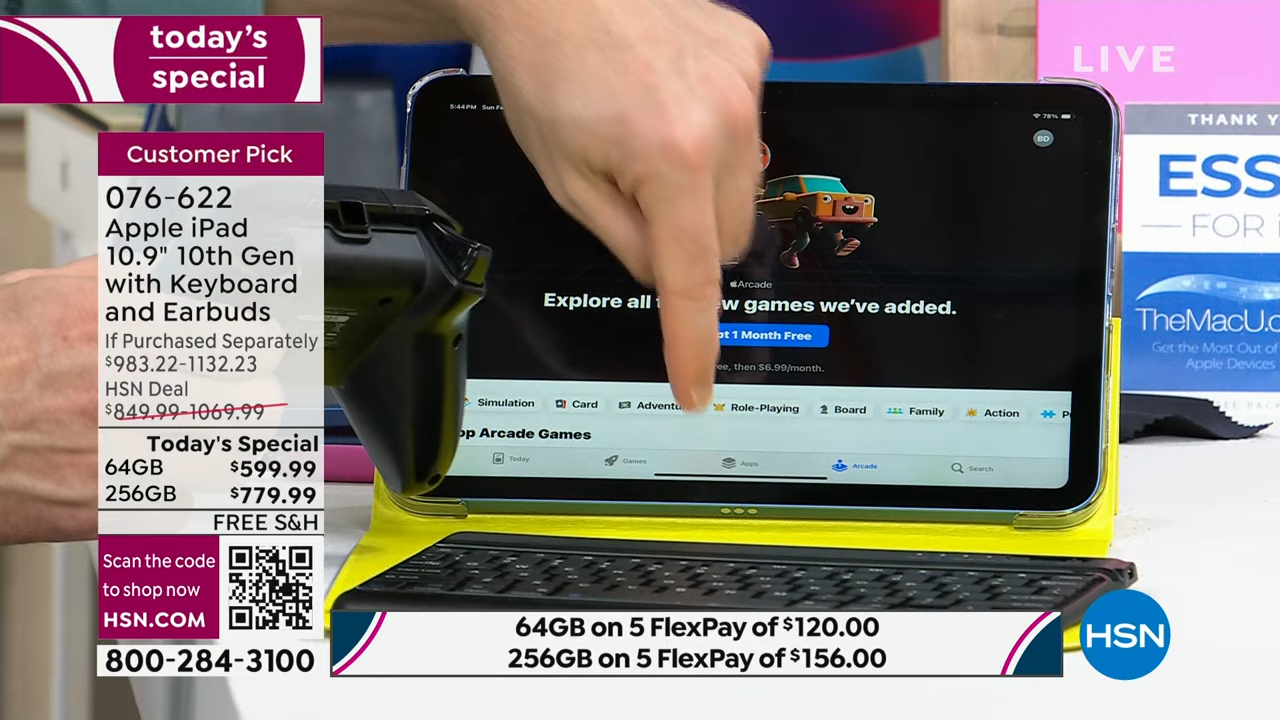 today's
special
LIVE
Customer Pick
076-622
Apple iPad
10.9" 10th Gen
with Keyboard
and Earbuds
If Purchased Separately
$983.22-1132.23
HSN Deal
$849.99-1069.99
Today's Special
64GB $599.99
256GB $779.99
FREE S&H
Scan the code
to shop now
HSN.COM
800-284-3100
5:44PM Sun
78%
BD
Arcade
Explore all games we've added.
1 Month Free
then $6.99/month.
Simulation Card Role-Playing Board Family Action
Arcade Games
Today Games Apps Arcade Search
THANK
ESS
FOR
TheMacU.c
Get the Most Out of
Apple Devices
64GB on 5 FlexPay of $120.00
256GB on 5 FlexPay of $156.00
HSN